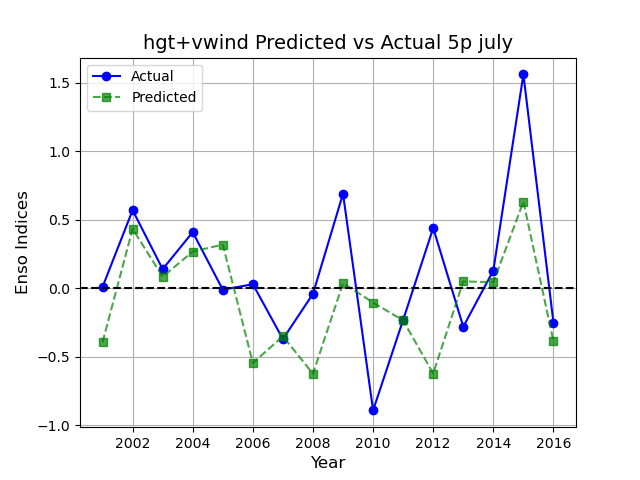 hgt+vwind Predicted vs Actual 5p july
Actual
Predicted
1.5
1.0
0.5
0.0
−0.5
−1.0
Enso Indices
2002 2004 2006 2008 2010 2012 2014 2016
Year